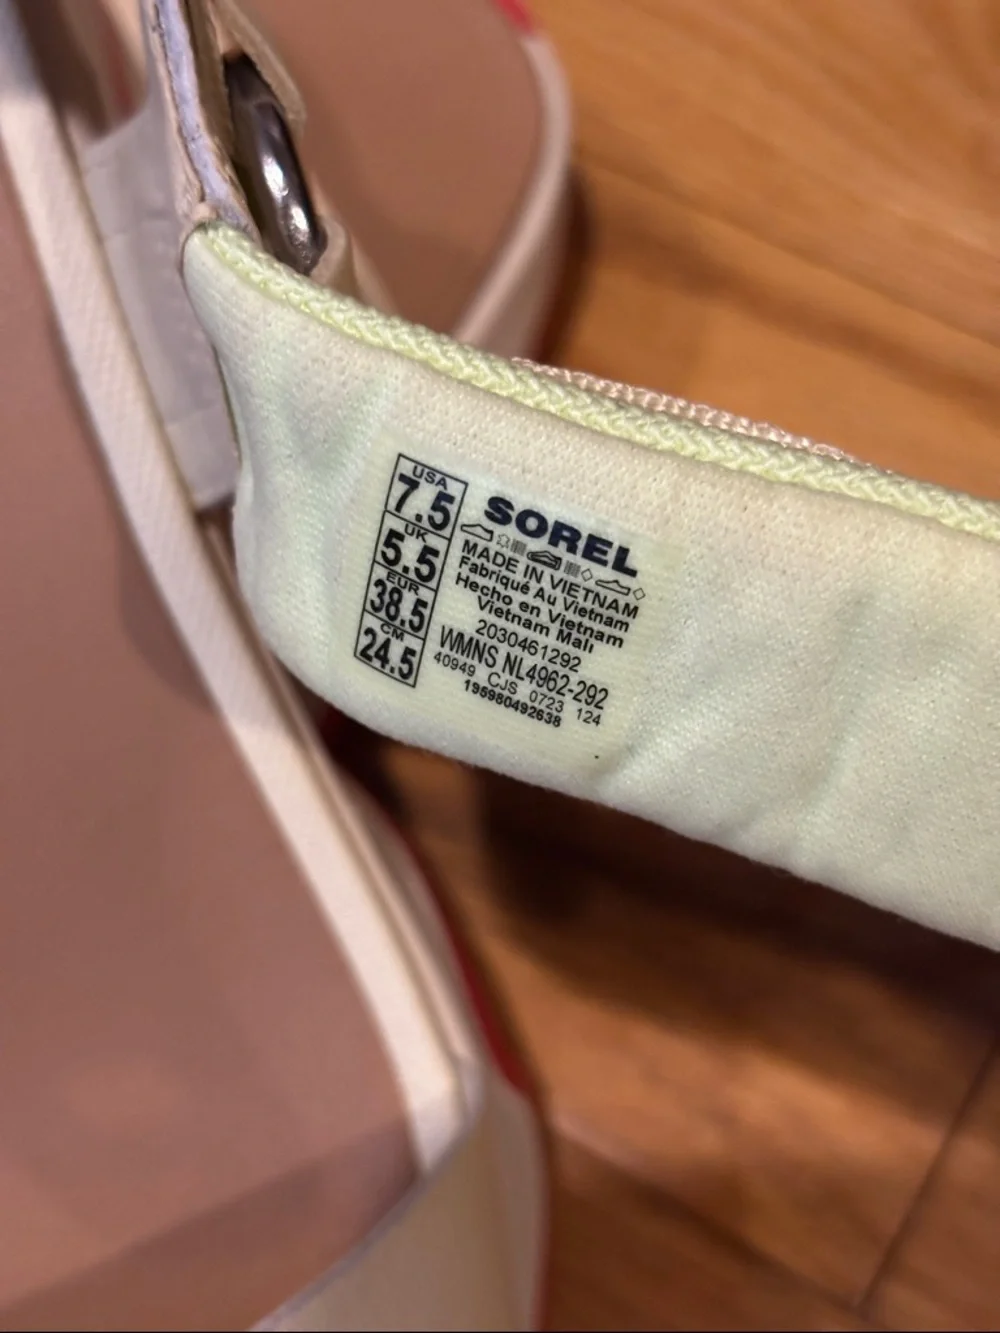 USA
7.5
UK
5.5
EUR
38.5
CM
24.5
SOREL
MADE IN VIETNAM
Fabriqué Au Vietnam
Hecho en Vietnam
Vietnam Malı
2030461292
WMNS NL4962-292
40949 CJS 0723 124
195980492638